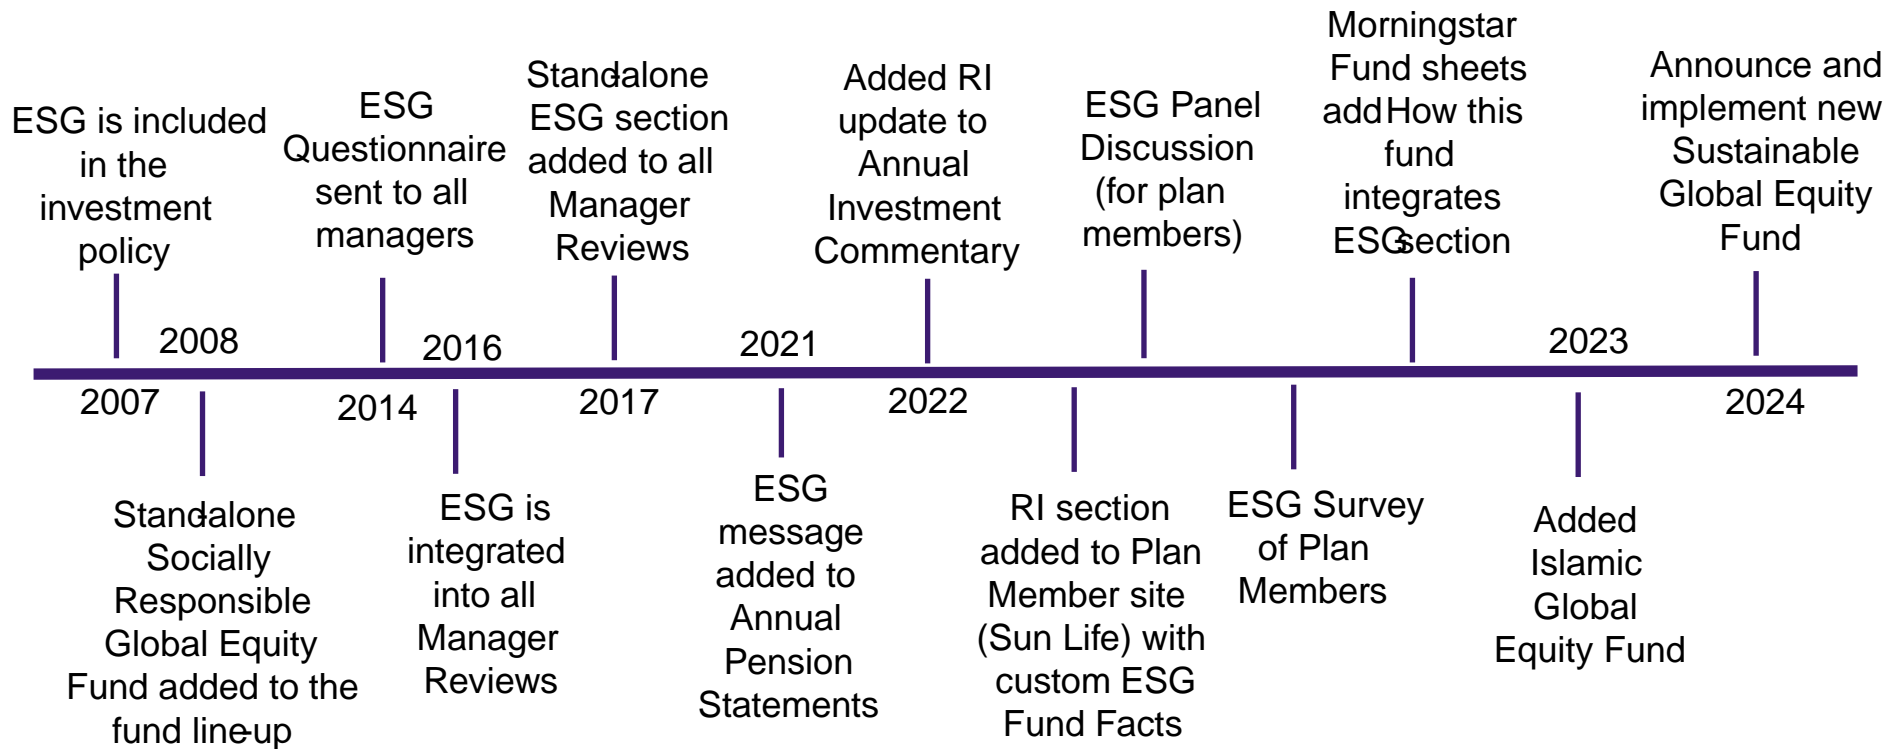 ESG is included
in the
investment
policy
2007
2008
Standalone
Socially
Responsible
Global Equity
Fund added to the
fund line-up
ESG
Questionnaire
sent to all
managers
2014
2016
ESG is
integrated
into all
Manager
Reviews
Standalone
ESG section
added to all
Manager
Reviews
2017
2021
ESG
message
added to
Annual
Pension
Statements
Added RI
update to
Annual
Investment
Commentary
2022
RI section
added to Plan
Member site
(Sun Life) with
custom ESG
Fund Facts
ESG Panel
Discussion
(for plan
members)
ESG Survey
of Plan
Members
Morningstar
Fund sheets
add How this
fund
integrates
ESG section
2023
Added
Islamic
Global
Equity Fund
Announce and
implement new
Sustainable
Global Equity
Fund
2024